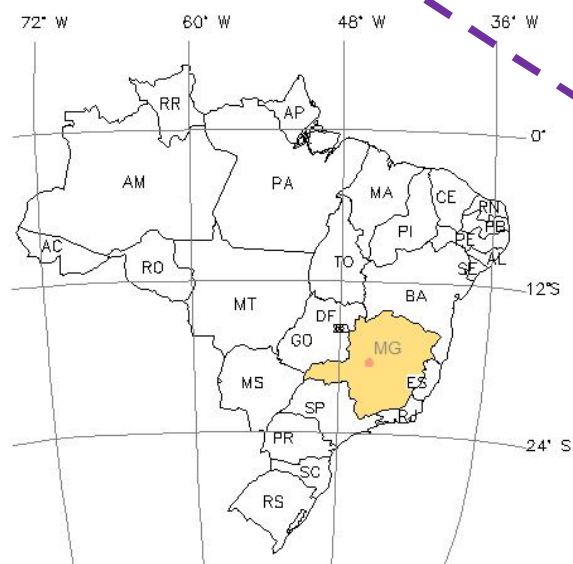 72° W 60° W 48° W 36° W
RR AP
0°
AM PA MA CE RN
PB
PI PE
AC TO AL
RO SE
12°S
MT DF BA
GO MG
MS ES
SP RJ
PR
24° S
SC
RS